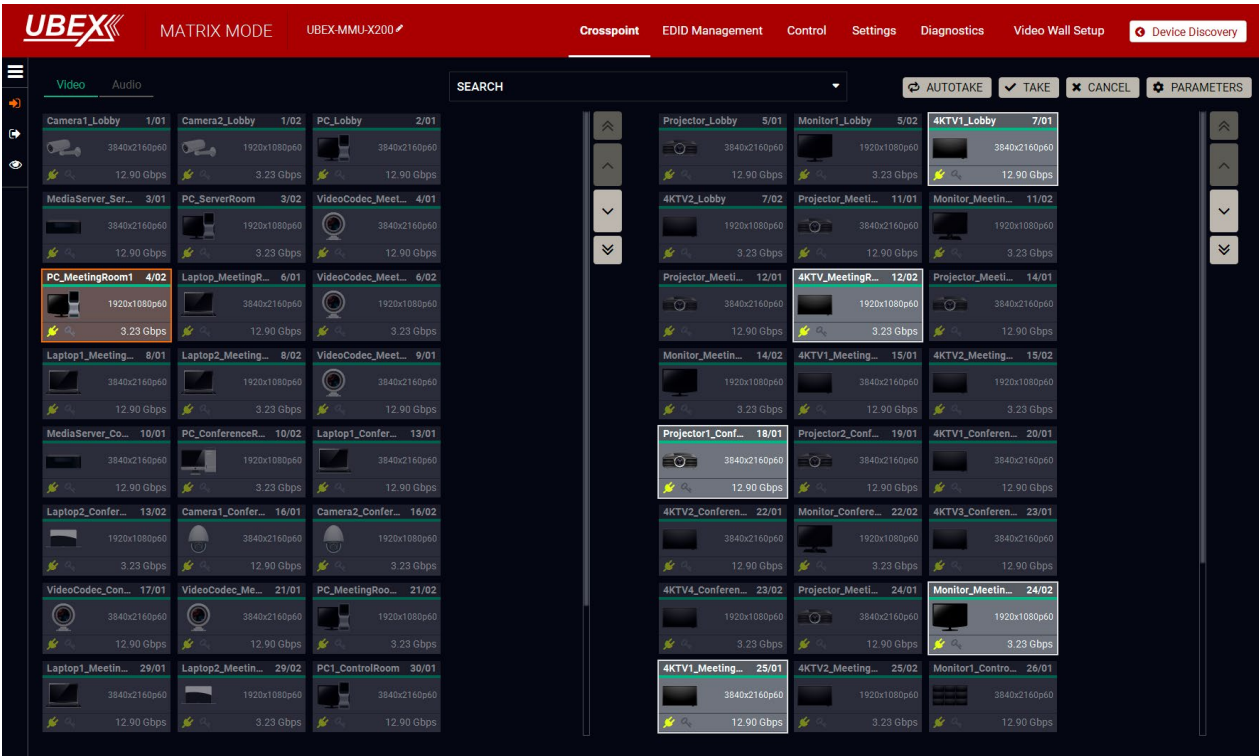 UBEX MATRIX MODE UBEX-MMU-X200 Crosspoint EDID Management Control Settings Diagnostics Video Wall Setup Device Discovery
Video Audio SEARCH AUTOTAKE TAKE CANCEL PARAMETERS
Camera1_Lobby 1/01 Camera2_Lobby 1/02 PC_Lobby 2/01 Projector_Lobby 5/01 Monitor1_Lobby 5/02 4KTV1_Lobby 7/01
3840x2160p60 1920x1080p60 3840x2160p60 3840x2160p60 1920x1080p60 3840x2160p60
12.90 Gbps 3.23 Gbps 12.90 Gbps 12.90 Gbps 3.23 Gbps 12.90 Gbps
MediaServer_Ser... 3/01 PC_ServerRoom 3/02 VideoCodec_Meet... 4/01 4KTV2_Lobby 7/02 Projector_Meeti... 11/01 Monitor_Meetin... 11/02
3840x2160p60 1920x1080p60 3840x2160p60 1920x1080p60 3840x2160p60 1920x1080p60
12.90 Gbps 3.23 Gbps 12.90 Gbps 3.23 Gbps 12.90 Gbps 3.23 Gbps
PC_MeetingRoom1 4/02 Laptop_MeetingR... 6/01 VideoCodec_Meet... 6/02 Projector_Meeti... 12/01 4KTV_MeetingR... 12/02 Projector_Meeti... 14/01
1920x1080p60 3840x2160p60 1920x1080p60 3840x2160p60 1920x1080p60 3840x2160p60
3.23 Gbps 12.90 Gbps 3.23 Gbps 12.90 Gbps 3.23 Gbps 12.90 Gbps
Laptop1_Meeting... 8/01 Laptop2_Meeting... 8/02 VideoCodec_Meet... 9/01 Monitor_Meetin... 14/02 4KTV1_Meeting... 15/01 4KTV2_Meeting... 15/02
3840x2160p60 1920x1080p60 3840x2160p60 1920x1080p60 3840x2160p60 1920x1080p60
12.90 Gbps 3.23 Gbps 12.90 Gbps 3.23 Gbps 12.90 Gbps 3.23 Gbps
MediaServer_Co... 10/01 PC_ConferenceR... 10/02 Laptop1_Confer... 13/01 Projector1_Conf... 18/01 Projector2_Conf... 19/01 4KTV1_Conferen... 20/01
3840x2160p60 1920x1080p60 3840x2160p60 3840x2160p60 3840x2160p60 3840x2160p60
12.90 Gbps 3.23 Gbps 12.90 Gbps 12.90 Gbps 12.90 Gbps 12.90 Gbps
Laptop2_Confer... 13/02 Camera1_Confer... 16/01 Camera2_Confer... 16/02 4KTV2_Conferen... 22/01 Monitor_Confere... 22/02 4KTV3_Conferen... 23/01
1920x1080p60 3840x2160p60 1920x1080p60 3840x2160p60 1920x1080p60 3840x2160p60
3.23 Gbps 12.90 Gbps 3.23 Gbps 12.90 Gbps 3.23 Gbps 12.90 Gbps
VideoCodec_Con... 17/01 VideoCodec_Me... 21/01 PC_MeetingRoo... 21/02 4KTV4_Conferen... 23/02 Projector_Meeti... 24/01 Monitor_Meetin... 24/02
3840x2160p60 3840x2160p60 1920x1080p60 1920x1080p60 3840x2160p60 1920x1080p60
12.90 Gbps 12.90 Gbps 3.23 Gbps 3.23 Gbps 12.90 Gbps 3.23 Gbps
Laptop1_Meetin... 29/01 Laptop2_Meetin... 29/02 PC1_ControlRoom 30/01 4KTV1_Meeting... 25/01 4KTV2_Meeting... 25/02 Monitor1_Contro... 26/01
3840x2160p60 1920x1080p60 3840x2160p60 3840x2160p60 1920x1080p60 3840x2160p60
12.90 Gbps 3.23 Gbps 12.90 Gbps 12.90 Gbps 3.23 Gbps 12.90 Gbps